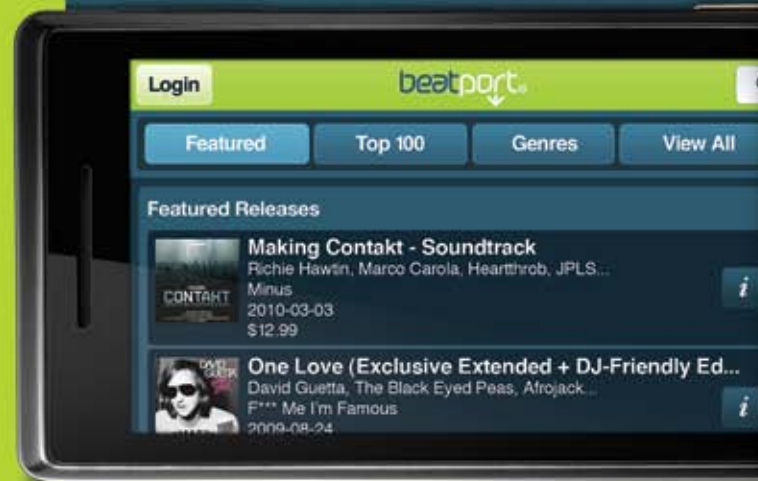 Login
beatport
Featured
Top 100
Genres
View All
Featured Releases
Making Contakt - Soundtrack
Richie Hawtin, Marco Carola, Heartthrob, JPLS...
CONTAKT
Minus
2010-03-03
$12.99
i
One Love (Exclusive Extended + DJ-Friendly Ed...
David Guetta, The Black Eyed Peas, Afrojack...
DAVID
GUETTA
F*** Me I'm Famous
2009-08-24
i